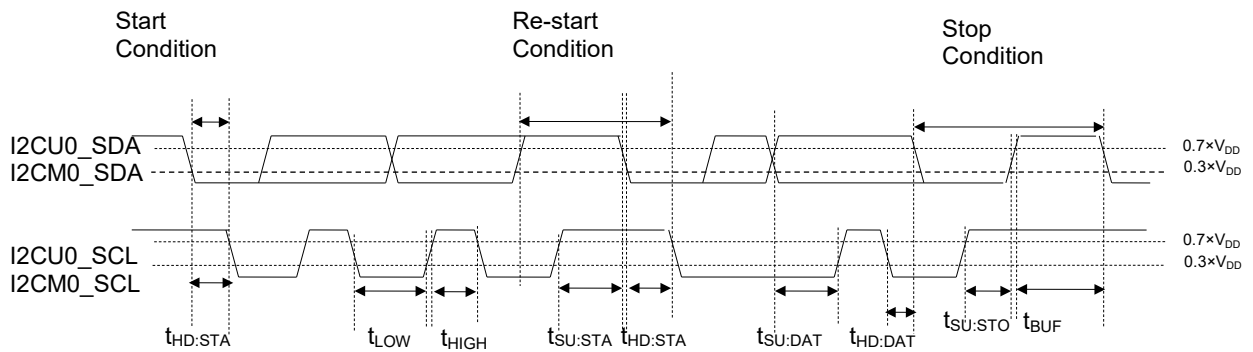 Start
Condition
Re-start
Condition
Stop
Condition
I2CU0_SDA
I2CM0_SDA
0.7×VDD
0.3×VDD
I2CU0_SCL
I2CM0_SCL
0.7×VDD
0.3×VDD
tHD:STA
tLOW
tHIGH
tSU:STA
tHD:STA
tSU:DAT
tHD:DAT
tSU:STO
tBUF